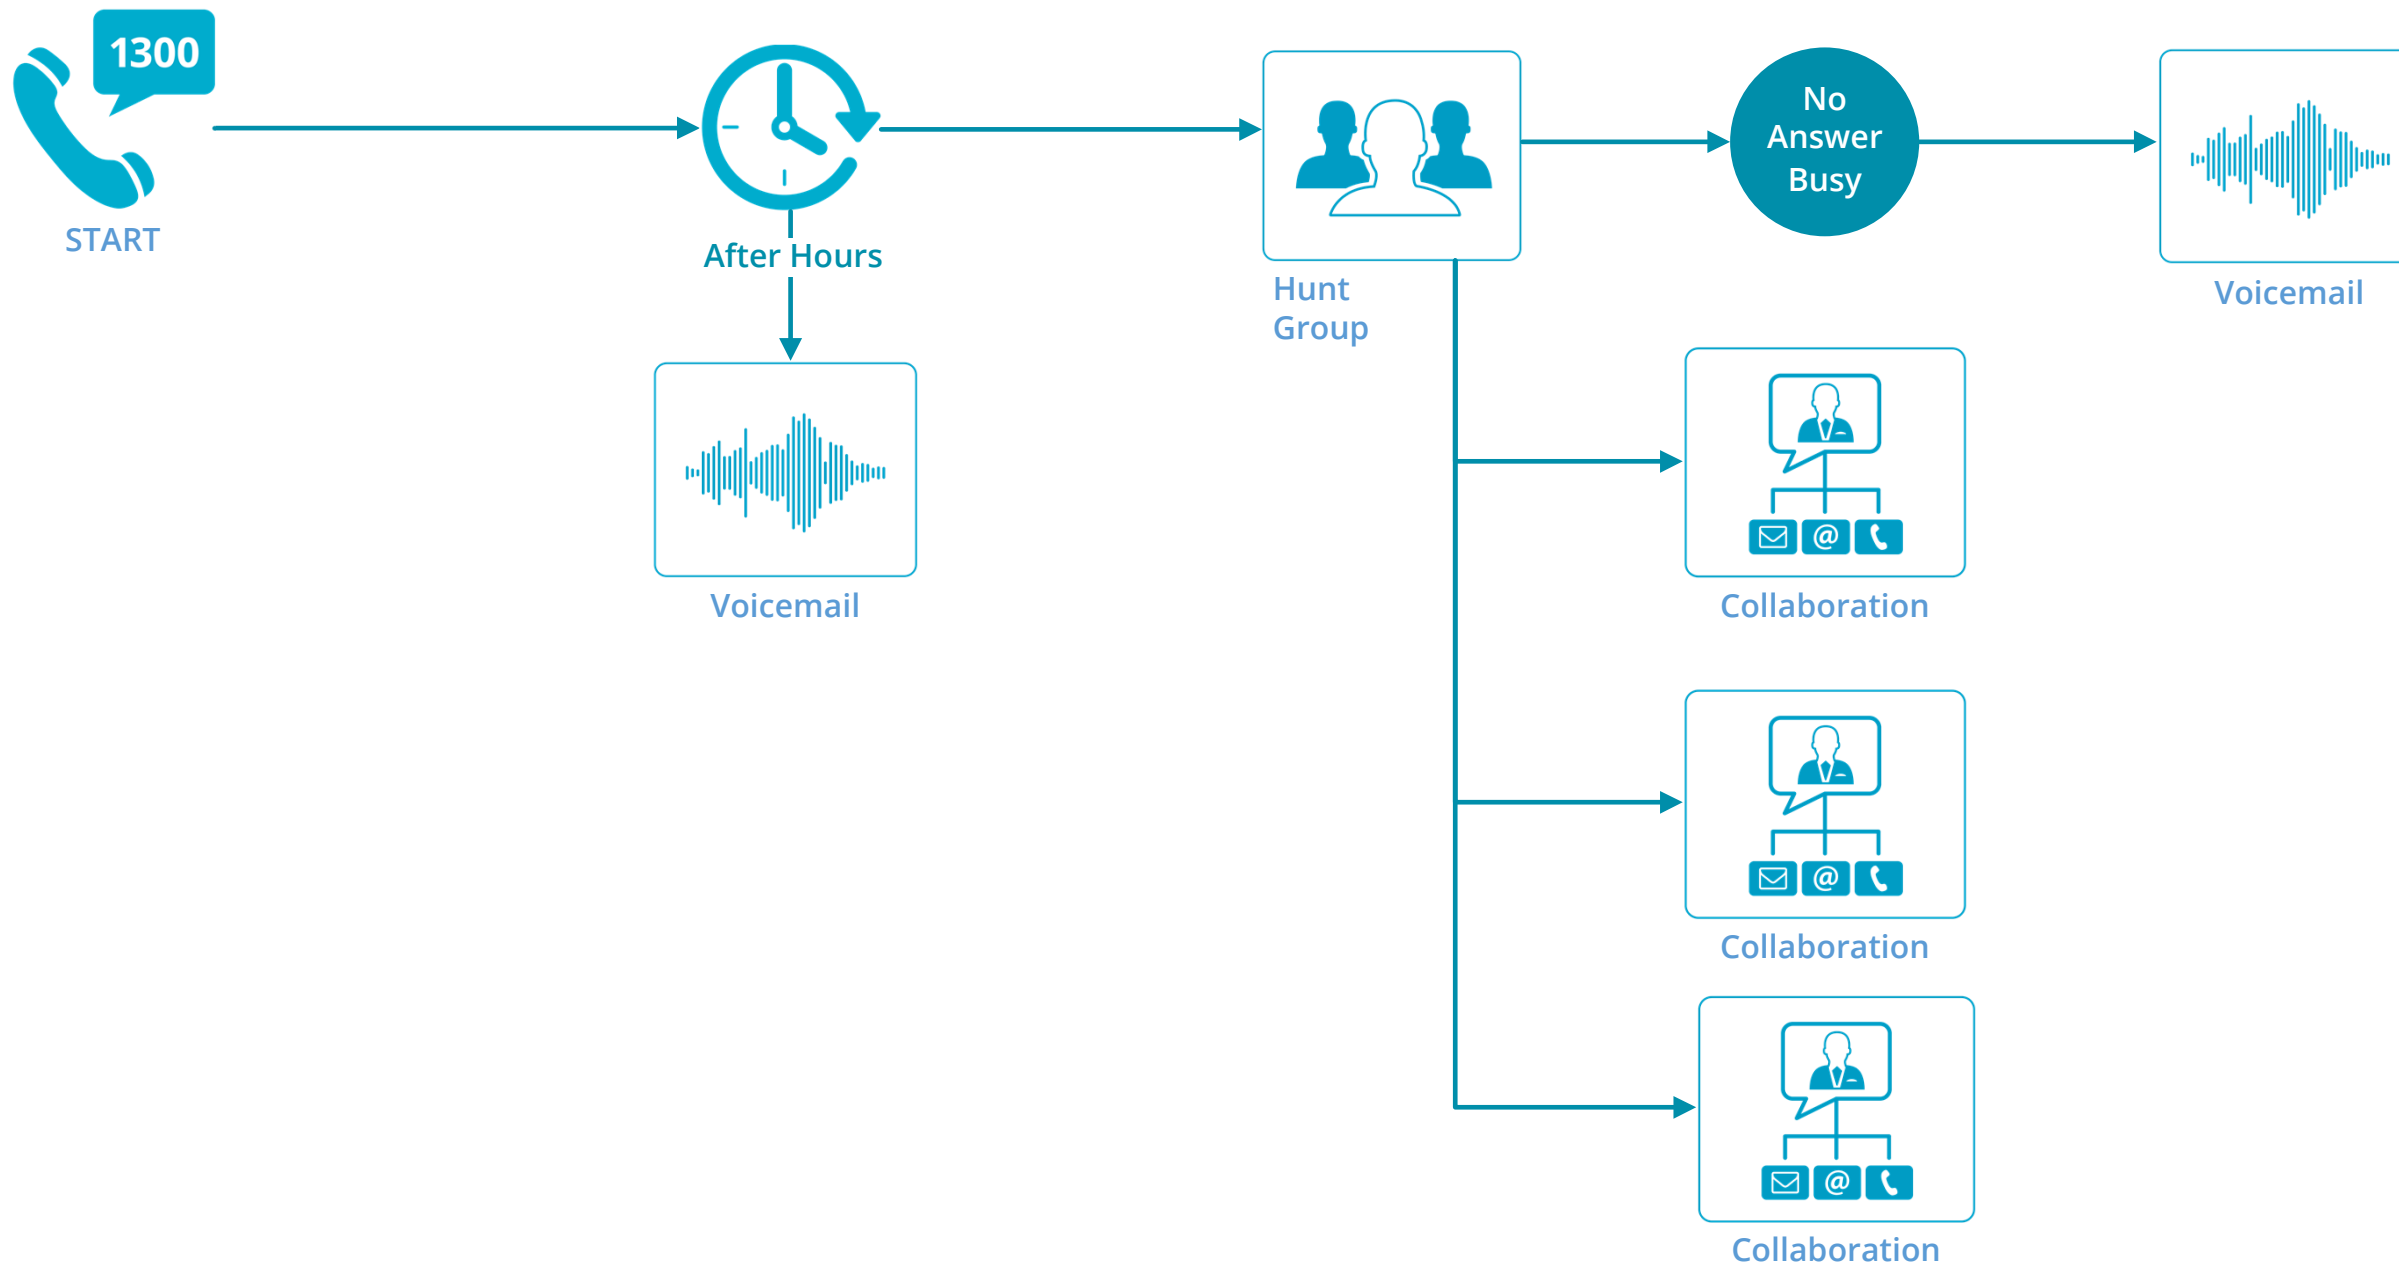 1300
START
After Hours
Voicemail
Hunt
Group
No
Answer
Busy
Voicemail
@
Collaboration
@
Collaboration
@
Collaboration